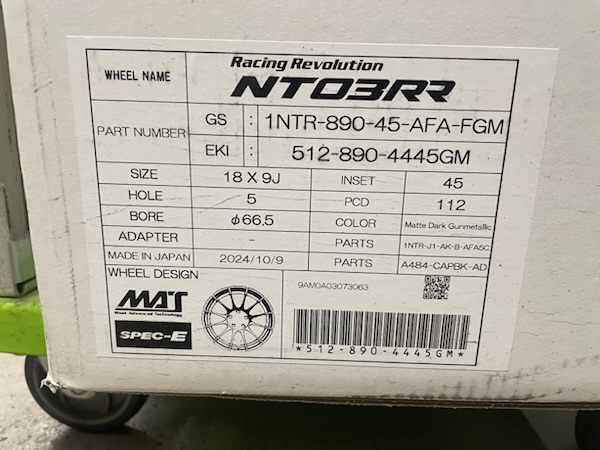 WHEEL NAME
Racing Revolution
NT03RR
PART NUMBER
GS : 1NTR-890-45-AFA-FGM
EKI : 512-890-4445GM
SIZE 18 X 9J INSET 45
HOLE 5 PCD 112
BORE φ66.5 COLOR Matte Dark Gunmetallic
ADAPTER - PARTS 1NTR-J1-AK-B-AFA5C
MADE IN JAPAN 2024/10/9 PARTS A484-CAPBK-AD
WHEEL DESIGN
9AM0A03073063
MAT
Most Advanced Technology
SPEC-E
*512-890-4445GM*